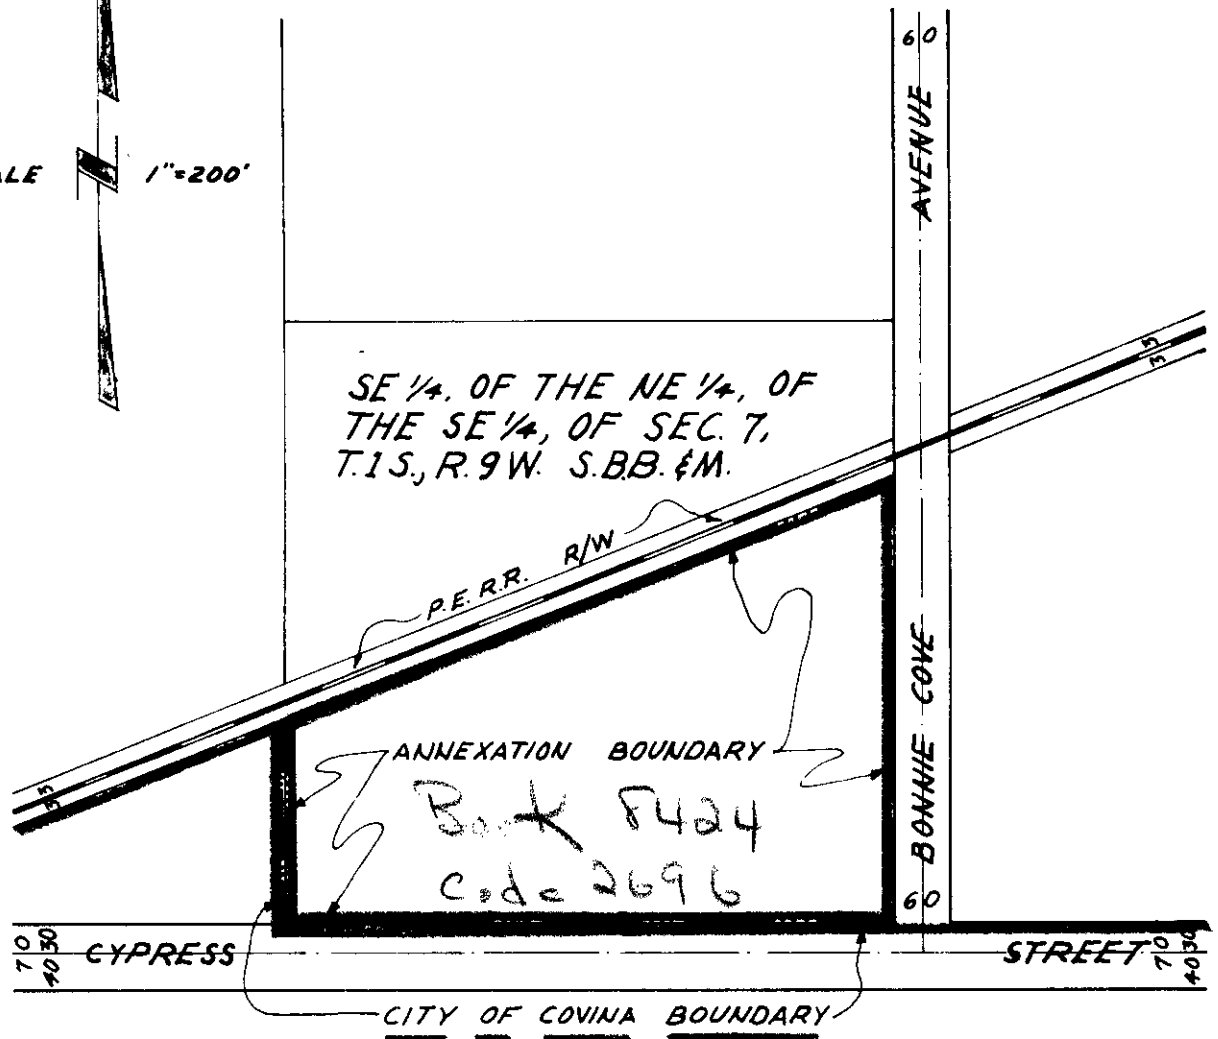 60
AVENUE
ALE 1"=200'
SE 1/4, OF THE NE 1/4, OF
THE SE 1/4, OF SEC. 7,
T.1S., R.9W. S.B.B. & M.
33
P.E. R.R. R/W
ANNEXATION BOUNDARY
33
BONNIE COVE
Book 8424
Code 2696
60
70
40 30
CYPRESS STREET
70
40 30
CITY OF COVINA BOUNDARY